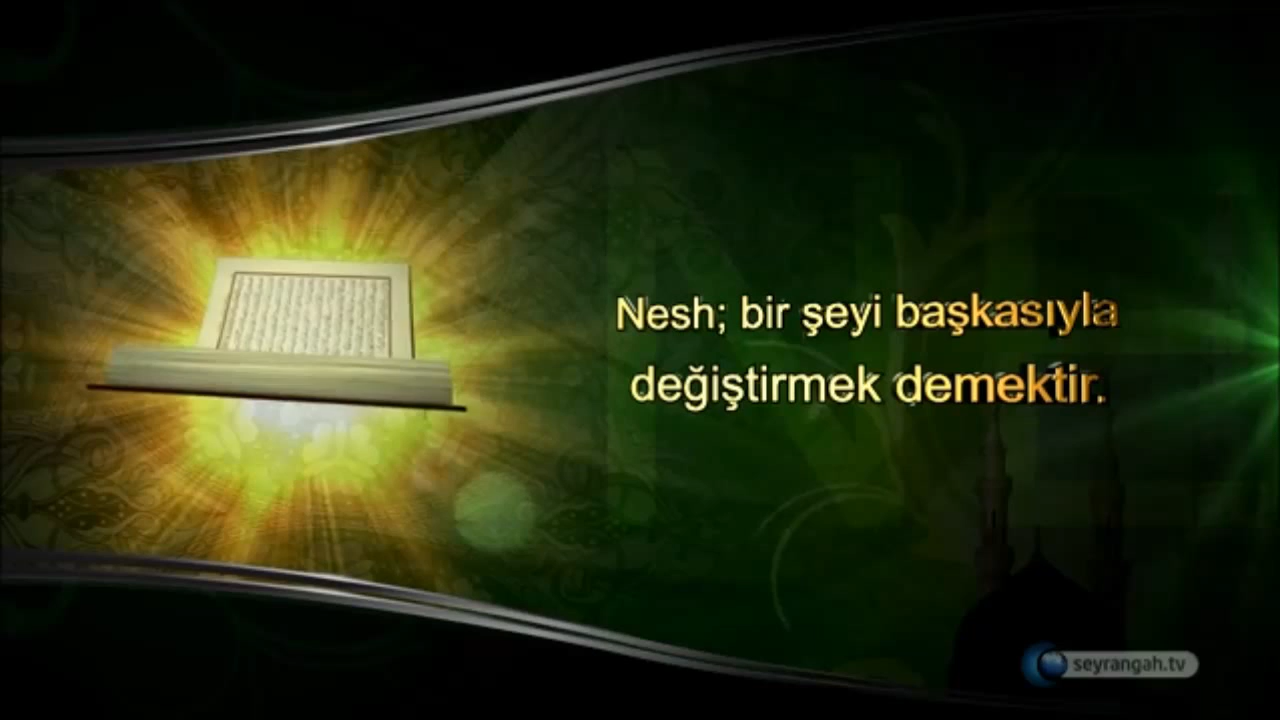 Nesh; bir şeyi başkasıyla
değiştirmek demektir.
seyrangah.tv